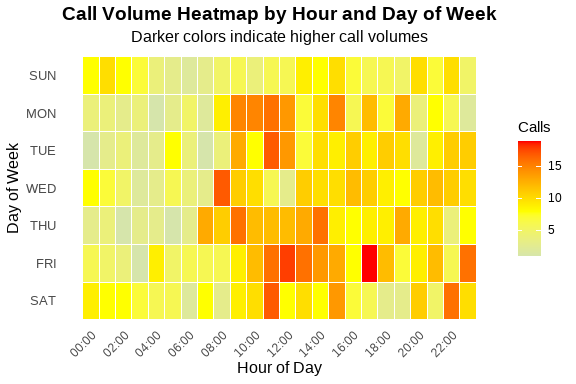 Call Volume Heatmap by Hour and Day of Week
Darker colors indicate higher call volumes
Day of Week
SUN
MON
TUE
WED
THU
FRI
SAT
00:00
02:00
04:00
06:00
08:00
10:00
12:00
14:00
16:00
18:00
20:00
22:00
Hour of Day
Calls
15
10
5